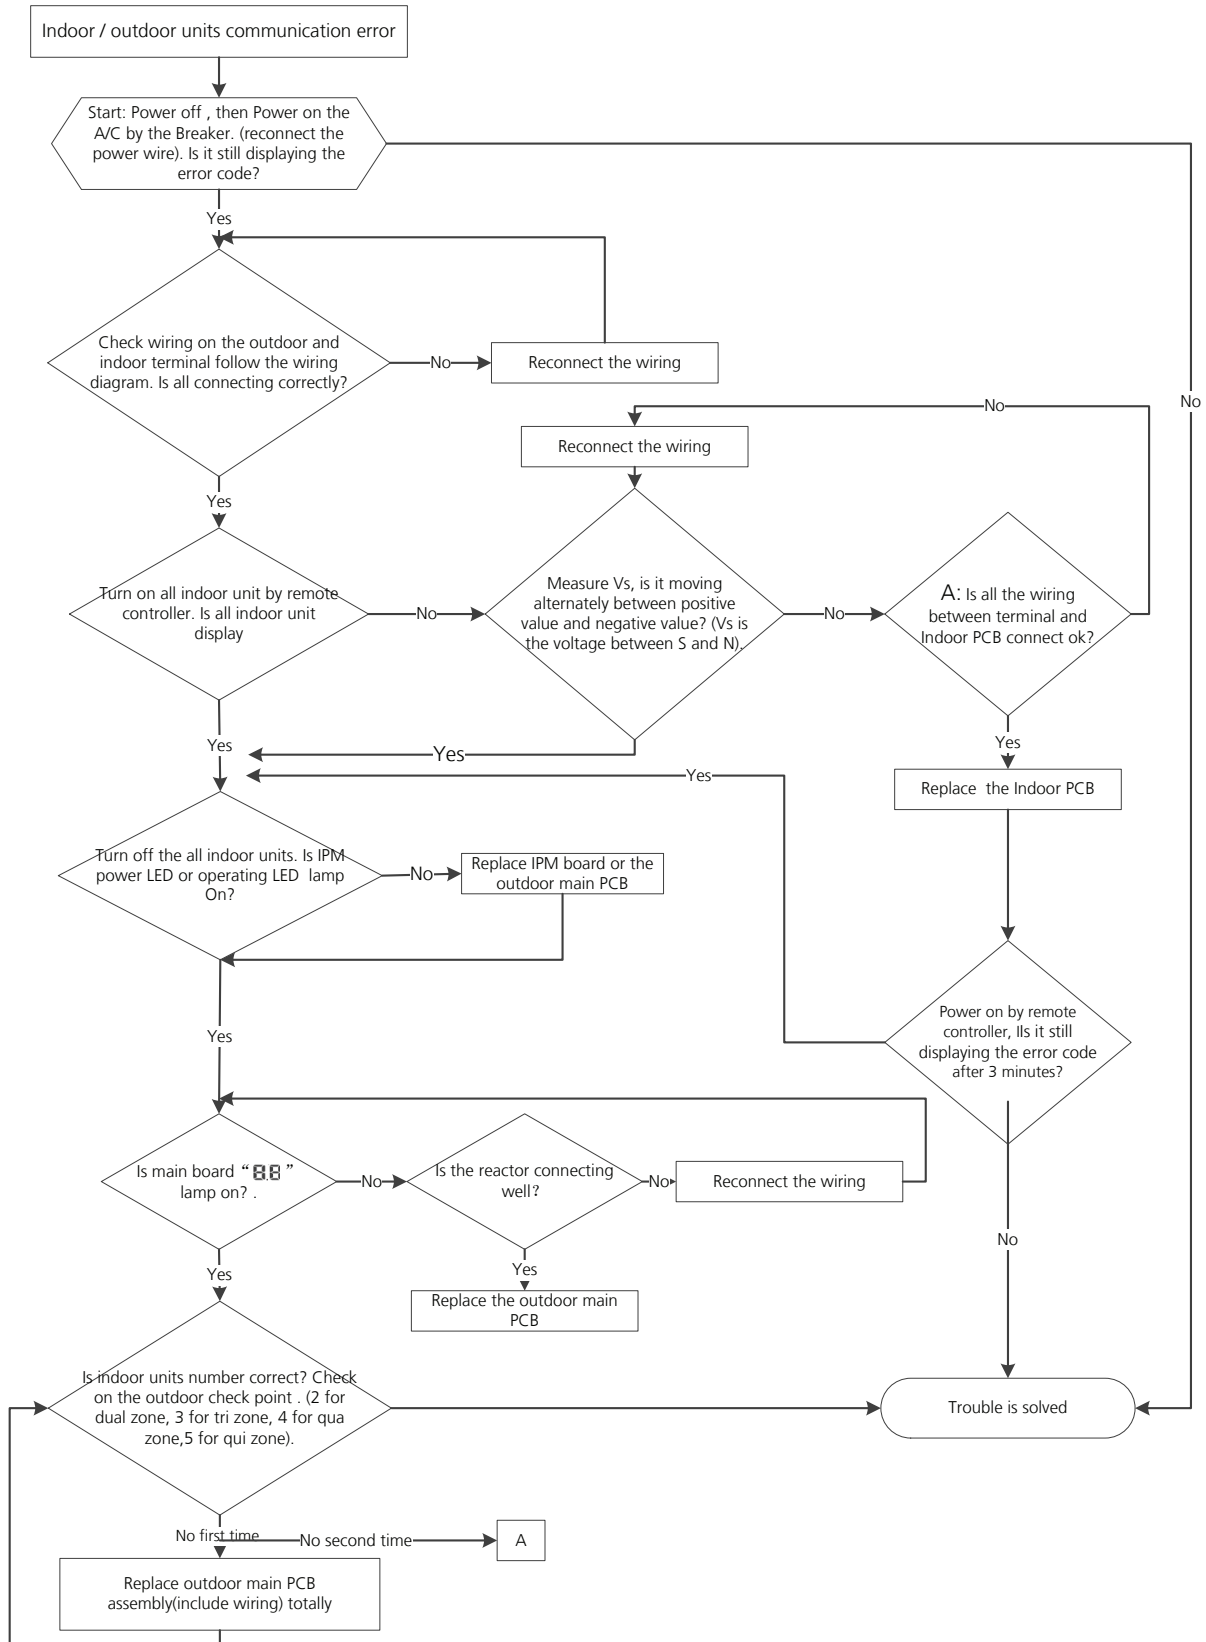 Indoor / outdoor units communication error
Start: Power off , then Power on the
A/C by the Breaker. (reconnect the
power wire). Is it still displaying the
error code?
Yes
No
Check wiring on the outdoor and
indoor terminal follow the wiring
diagram. Is all connecting correctly?
No
Reconnect the wiring
No
Reconnect the wiring
Yes
Turn on all indoor unit by remote
controller. Is all indoor unit
display
No
Measure Vs, is it moving
alternately between positive
value and negative value? (Vs is
the voltage between S and N).
No
A: Is all the wiring
between terminal and
Indoor PCB connect ok?
Yes
Yes
Yes
Yes
Replace the Indoor PCB
Turn off the all indoor units. Is IPM
power LED or operating LED lamp
On?
No
Replace IPM board or the
outdoor main PCB
Power on by remote
controller, IIs it still
displaying the error code
after 3 minutes?
Yes
No
Is main board “8.8”
lamp on? .
No
Is the reactor connecting
well?
No
Reconnect the wiring
Yes
Yes
Replace the outdoor main
PCB
Is indoor units number correct? Check
on the outdoor check point . (2 for
dual zone, 3 for tri zone, 4 for qua
zone,5 for qui zone).
Trouble is solved
No first time
No second time
A
Replace outdoor main PCB
assembly(include wiring) totally